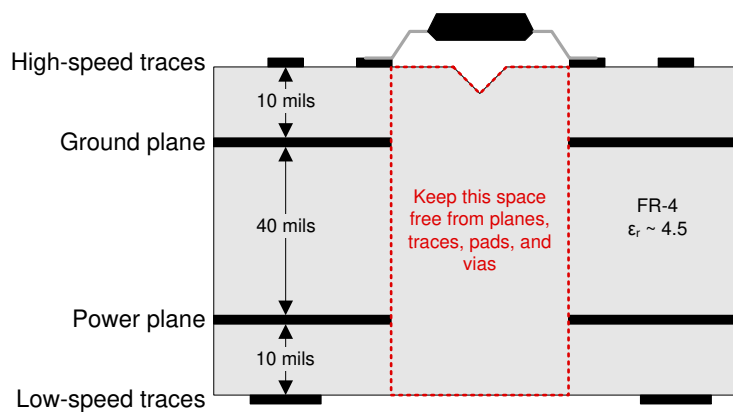 High-speed traces
10 mils
Ground plane
Keep this space
free from planes,
traces, pads, and
vias
FR-4
εr ~ 4.5
40 mils
Power plane
10 mils
Low-speed traces